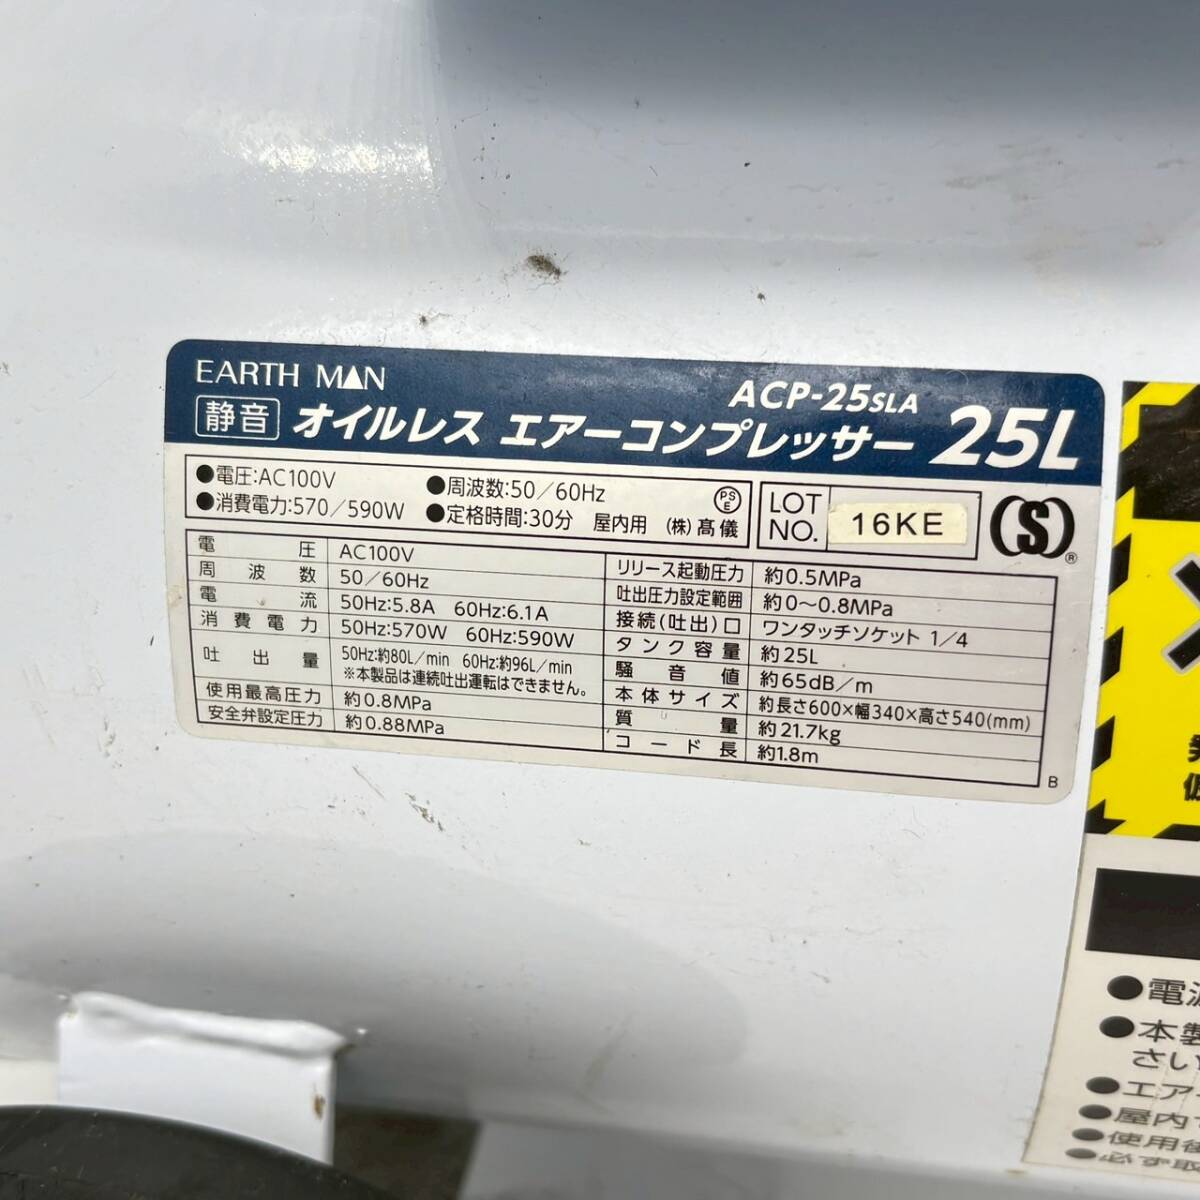 EARTH MAN
ACP-25SLA
静音 オイルレス エアーコンプレッサー 25L
●電圧:AC100V ●周波数:50/60Hz
●消費電力:570/590W ●定格時間:30分 屋内用 (株)髙儀
PSE
LOT NO. 16KE
(S)®
電圧 AC100V
周波数 50/60Hz
電流 50Hz:5.8A 60Hz:6.1A
消費電力 50Hz:570W 60Hz:590W
吐出量 50Hz:約80L/min 60Hz:約96L/min
※本製品は連続吐出運転はできません。
使用最高圧力 約0.8MPa
安全弁設定圧力 約0.88MPa
リリース起動圧力 約0.5MPa
吐出圧力設定範囲 約0～0.8MPa
接続(吐出)口 ワンタッチソケット 1/4
タンク容量 約25L
騒音値 約65dB/m
本体サイズ 約長さ600×幅340×高さ540(mm)
質量 約21.7kg
コード長 約1.8m
B
●電源
●本製
さい
●エアー
●屋内
●使用後
●必ず取